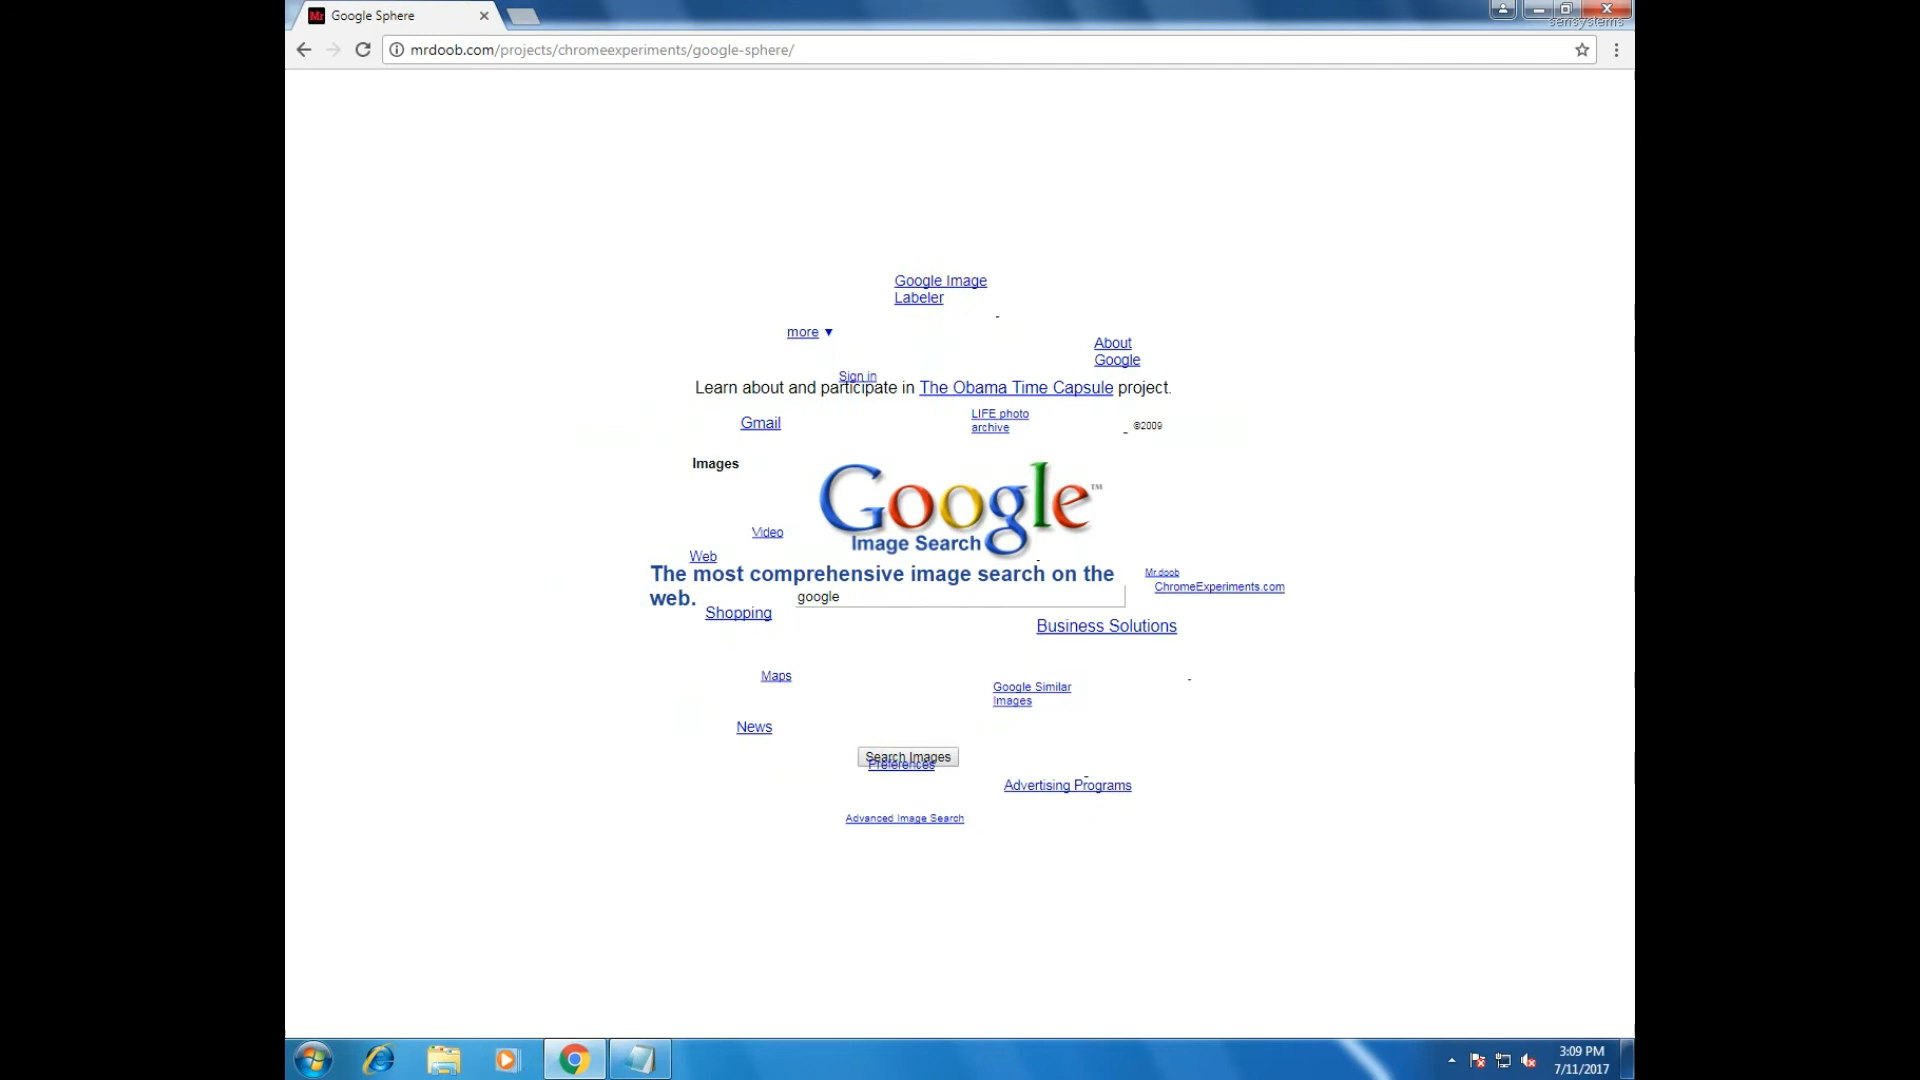 Google Sphere
sensystems
mrdoob.com/projects/chromeexperiments/google-sphere/
Google Image
Labeler
more ▼
About
Google
Sign in
Learn about and participate in The Obama Time Capsule project.
LIFE photo
archive
Gmail
©2009
Images
Google™
Image Search
Video
Web
The most comprehensive image search on the
web.
Mr.doob
ChromeExperiments.com
google
Shopping
Business Solutions
Maps
Google Similar
Images
News
Search Images
Preferences
Advertising Programs
Advanced Image Search
3:09 PM
7/11/2017